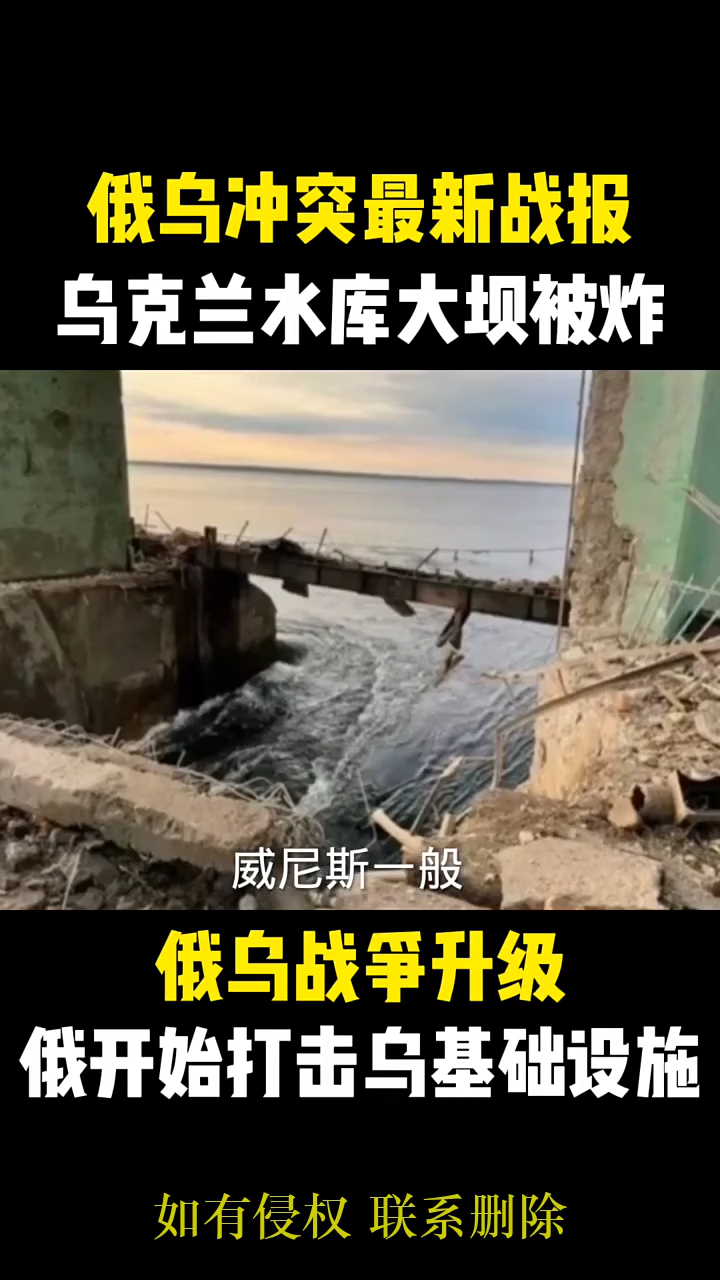 俄乌冲突最新战报
乌克兰水库大坝被炸
威尼斯一般
俄乌战争升级
俄开始打击乌基础设施
如有侵权 联系删除